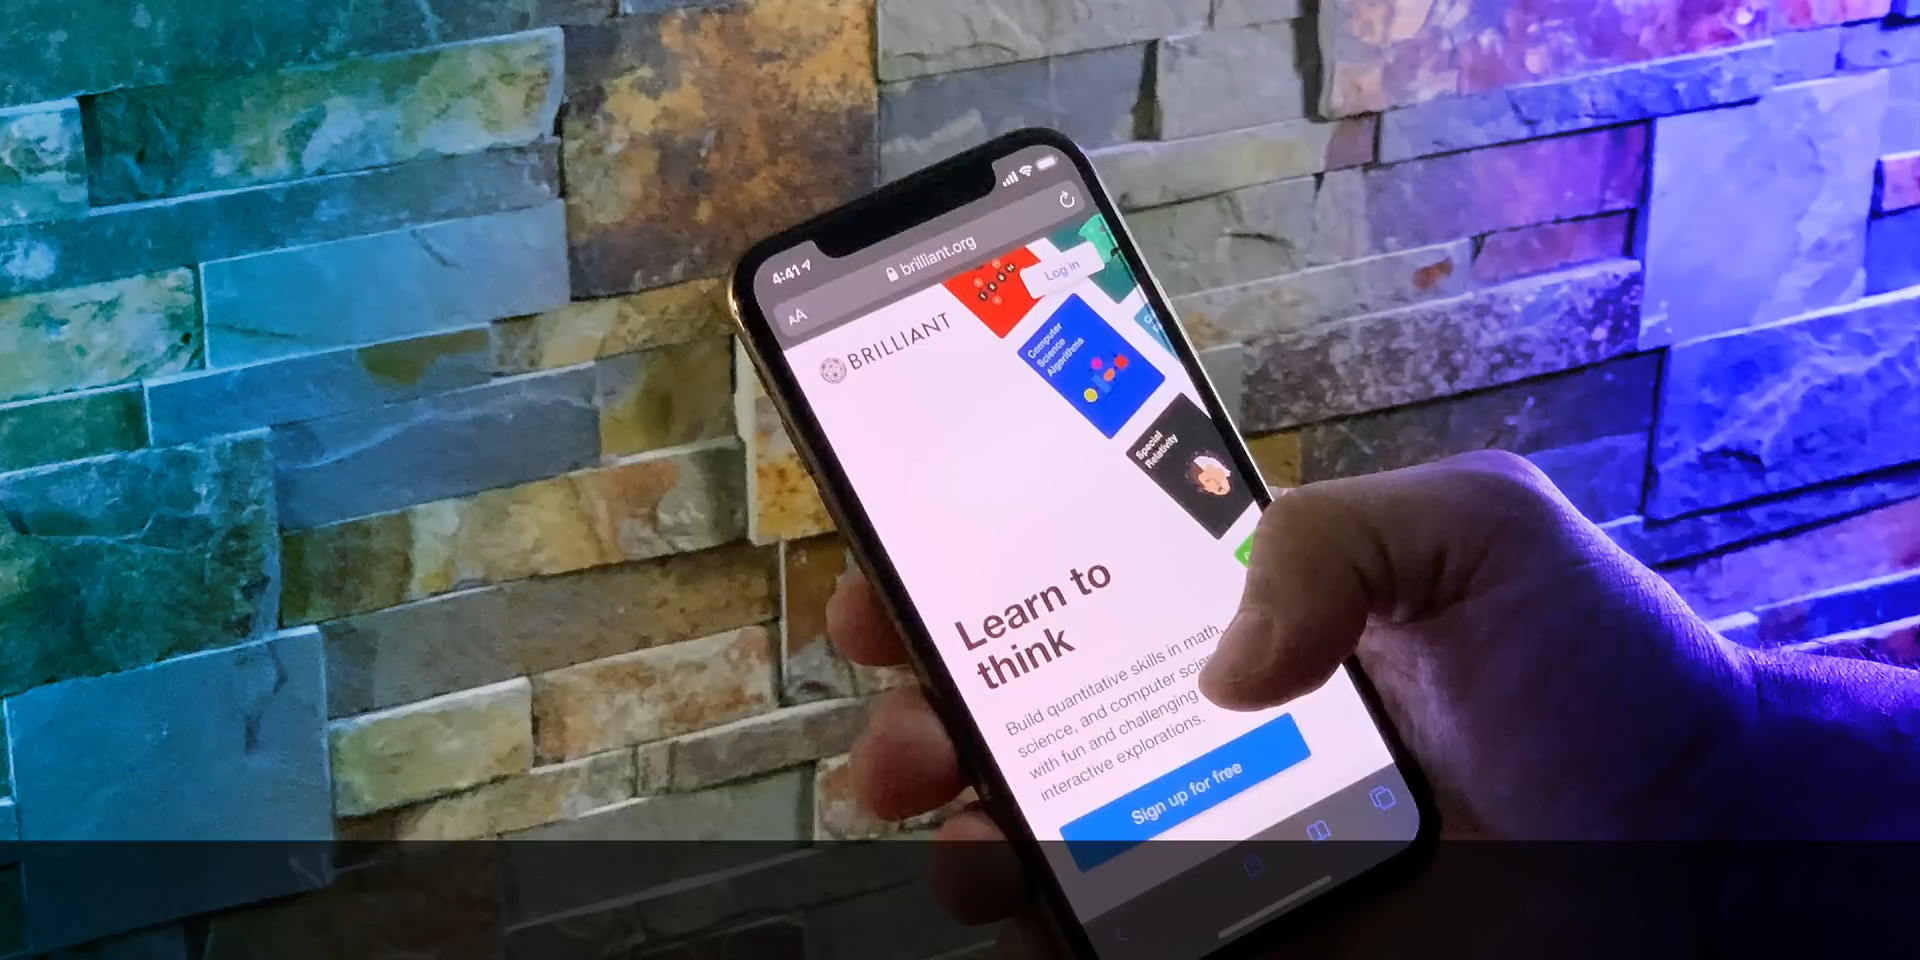 4:41
brilliant.org
AA
Log in
BRILLIANT
Computer
Science
Algorithms
Special
Relativity
Learn to
think
Build quantitative skills in math,
science, and computer
with fun and challenging
interactive explorations.
Sign up for free